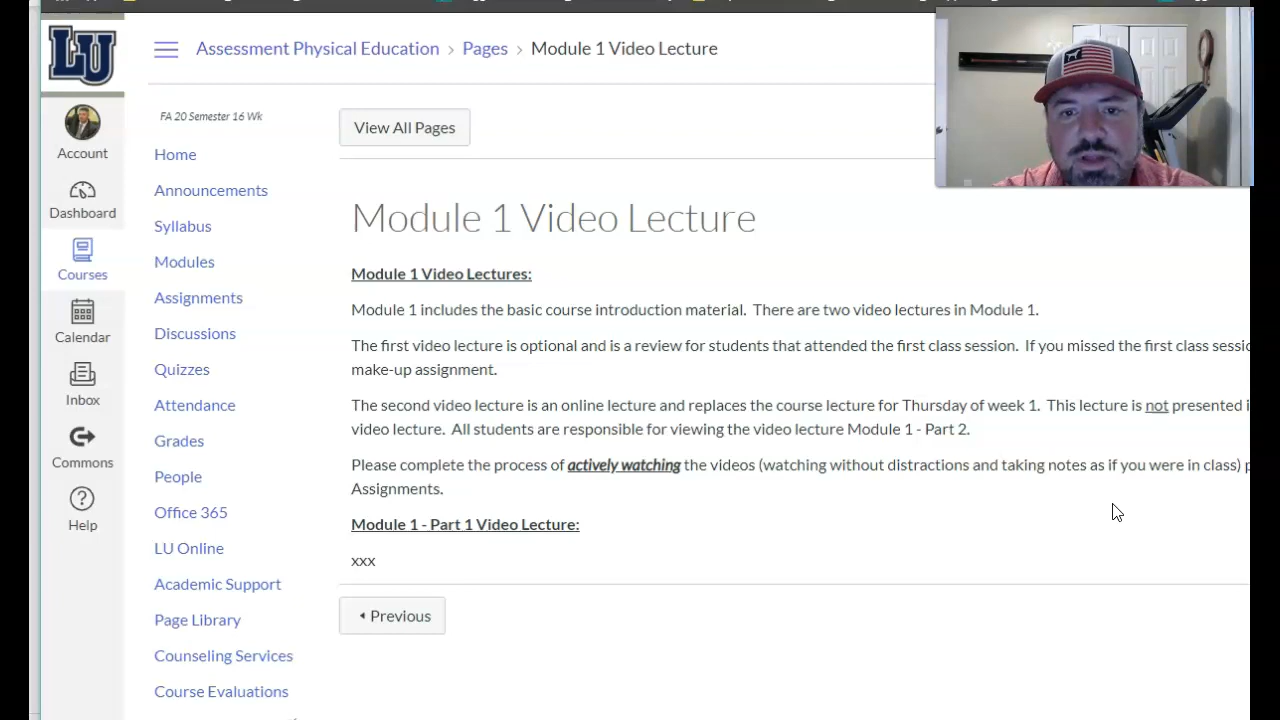 LU
Assessment Physical Education › Pages › Module 1 Video Lecture
Account
Dashboard
Courses
Calendar
Inbox
Commons
Help
FA 20 Semester 16 Wk
Home
Announcements
Syllabus
Modules
Assignments
Discussions
Quizzes
Attendance
Grades
People
Office 365
LU Online
Academic Support
Page Library
Counseling Services
Course Evaluations
View All Pages
Module 1 Video Lecture
Module 1 Video Lectures:
Module 1 includes the basic course introduction material. There are two video lectures in Module 1.
The first video lecture is optional and is a review for students that attended the first class session. If you missed the first class
make-up assignment.
The second video lecture is an online lecture and replaces the course lecture for Thursday of week 1. This lecture is not presented
video lecture. All students are responsible for viewing the video lecture Module 1 - Part 2.
Please complete the process of actively watching the videos (watching without distractions and taking notes as if you were in class)
Assignments.
Module 1 - Part 1 Video Lecture:
xxx
Previous